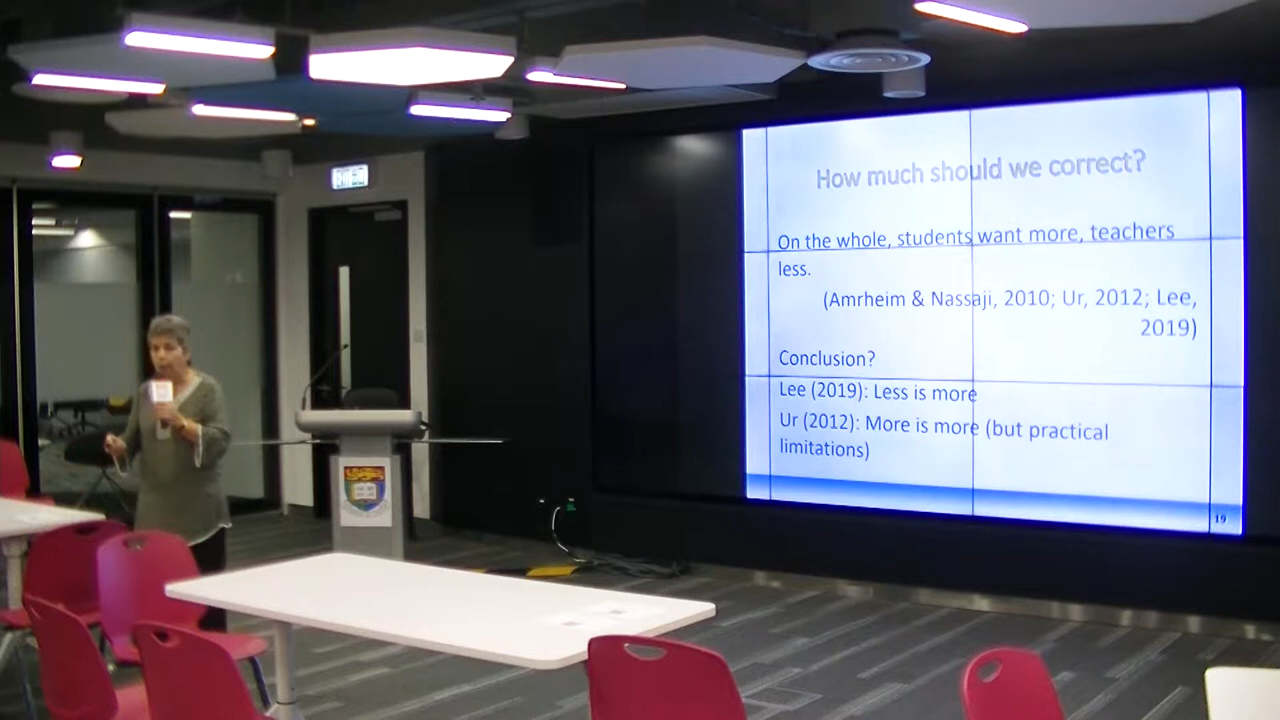 How much should we correct?
On the whole, students want more, teachers
less.
(Amrheim & Nassaji, 2010; Ur, 2012; Lee,
2019)
Conclusion?
Lee (2019): Less is more
Ur (2012): More is more (but practical
limitations)
19
EXIT